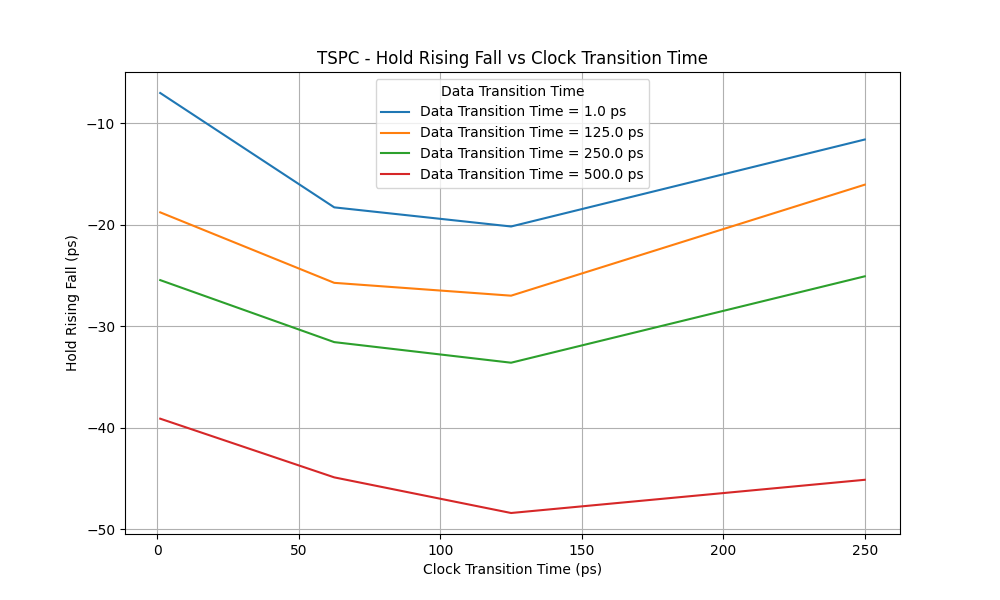 TSPC - Hold Rising Fall vs Clock Transition Time
Data Transition Time
Data Transition Time = 1.0 ps
Data Transition Time = 125.0 ps
Data Transition Time = 250.0 ps
Data Transition Time = 500.0 ps
Hold Rising Fall (ps)
−10
−20
−30
−40
−50
0 50 100 150 200 250
Clock Transition Time (ps)